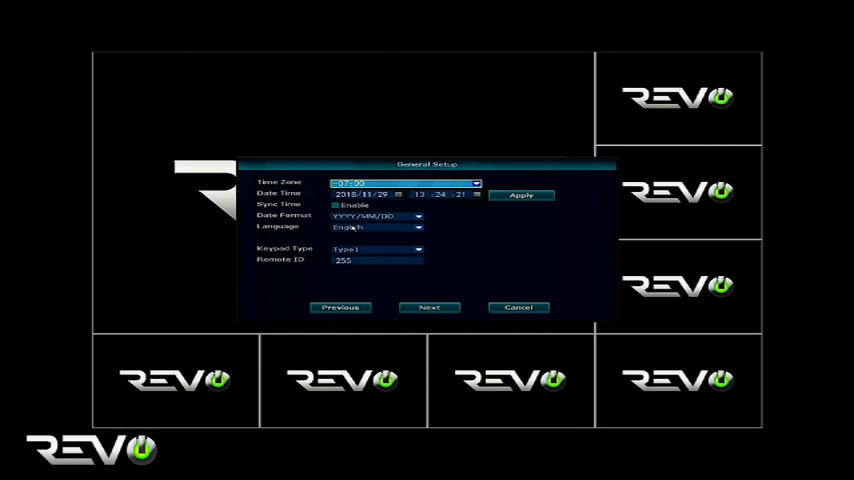 REVO
REVO
General Setup
Time Zone -07:00
Date Time 2018/11/29 13 :24 :21 Apply
Sync Time Enable
Date Format YYYY/MM/DD
Language English
Keypad Type Type1
Remote ID 255
Previous Next Cancel
REVO
REVO
REVO
REVO
REVO
REVO